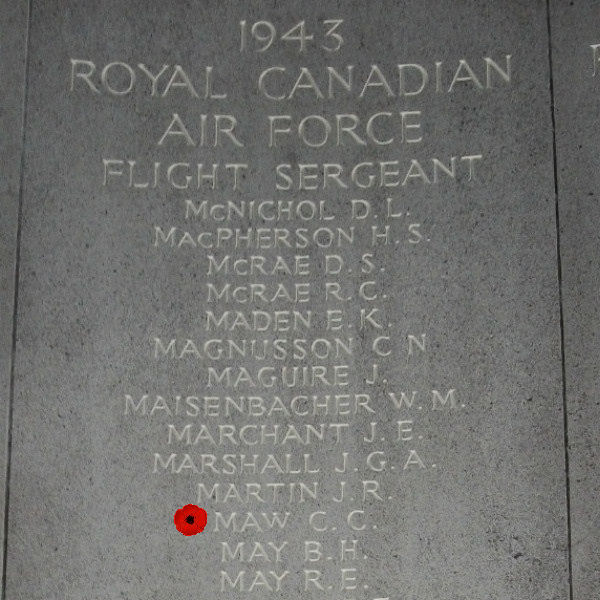 1943
ROYAL CANADIAN
AIR FORCE
FLIGHT SERGEANT
McNICHOL D.L.
MacPHERSON H.S.
McRAE D.S.
McRAE R.C.
MADEN E.K.
MAGNUSSON C N
MAGUIRE J.
MAISENBACHER W.M.
MARCHANT J.E.
MARSHALL J.G.A.
MARTIN J.R.
MAW C.C.
MAY B.H.
MAY R.E.